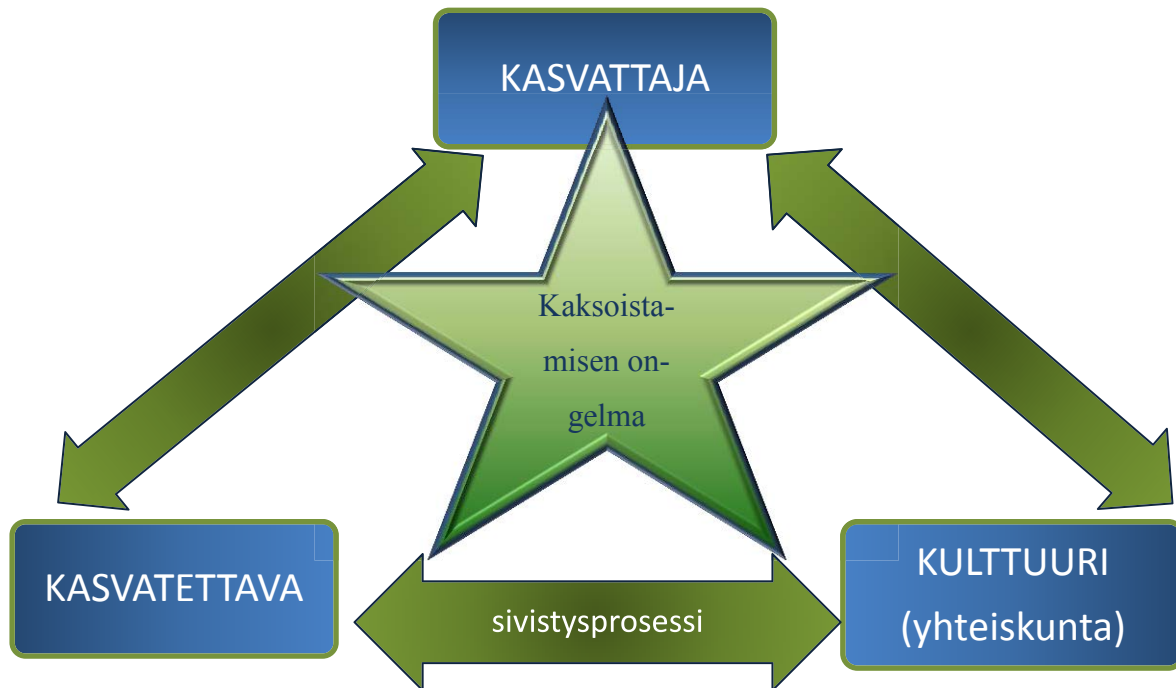 KASVATTAJA
Kaksoista-
misen on-
gelma
KASVATETTAVA
sivistysprosessi
KULTTUURI
(yhteiskunta)